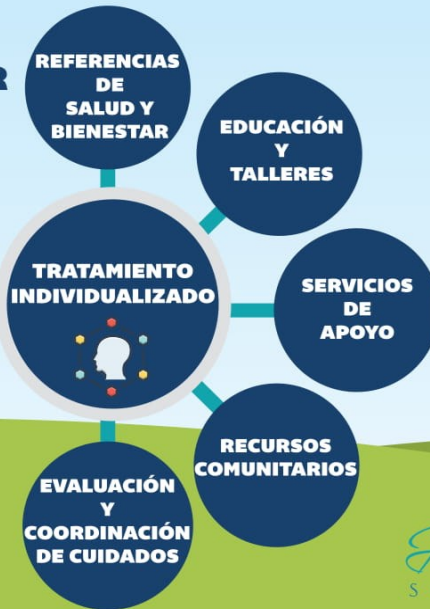 R
REFERENCIAS
DE
SALUD Y
BIENESTAR
EDUCACIÓN
Y
TALLERES
TRATAMIENTO
INDIVIDUALIZADO
SERVICIOS
DE
APOYO
RECURSOS
COMUNITARIOS
EVALUACIÓN
Y
COORDINACIÓN
DE CUIDADOS
S